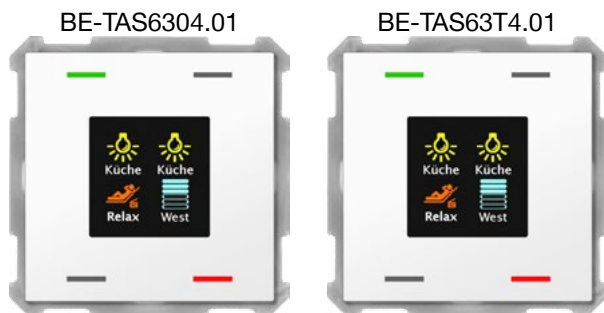 BE-TAS6304.01 BE-TAS63T4.01
Küche Küche Küche Küche
Relax West Relax West